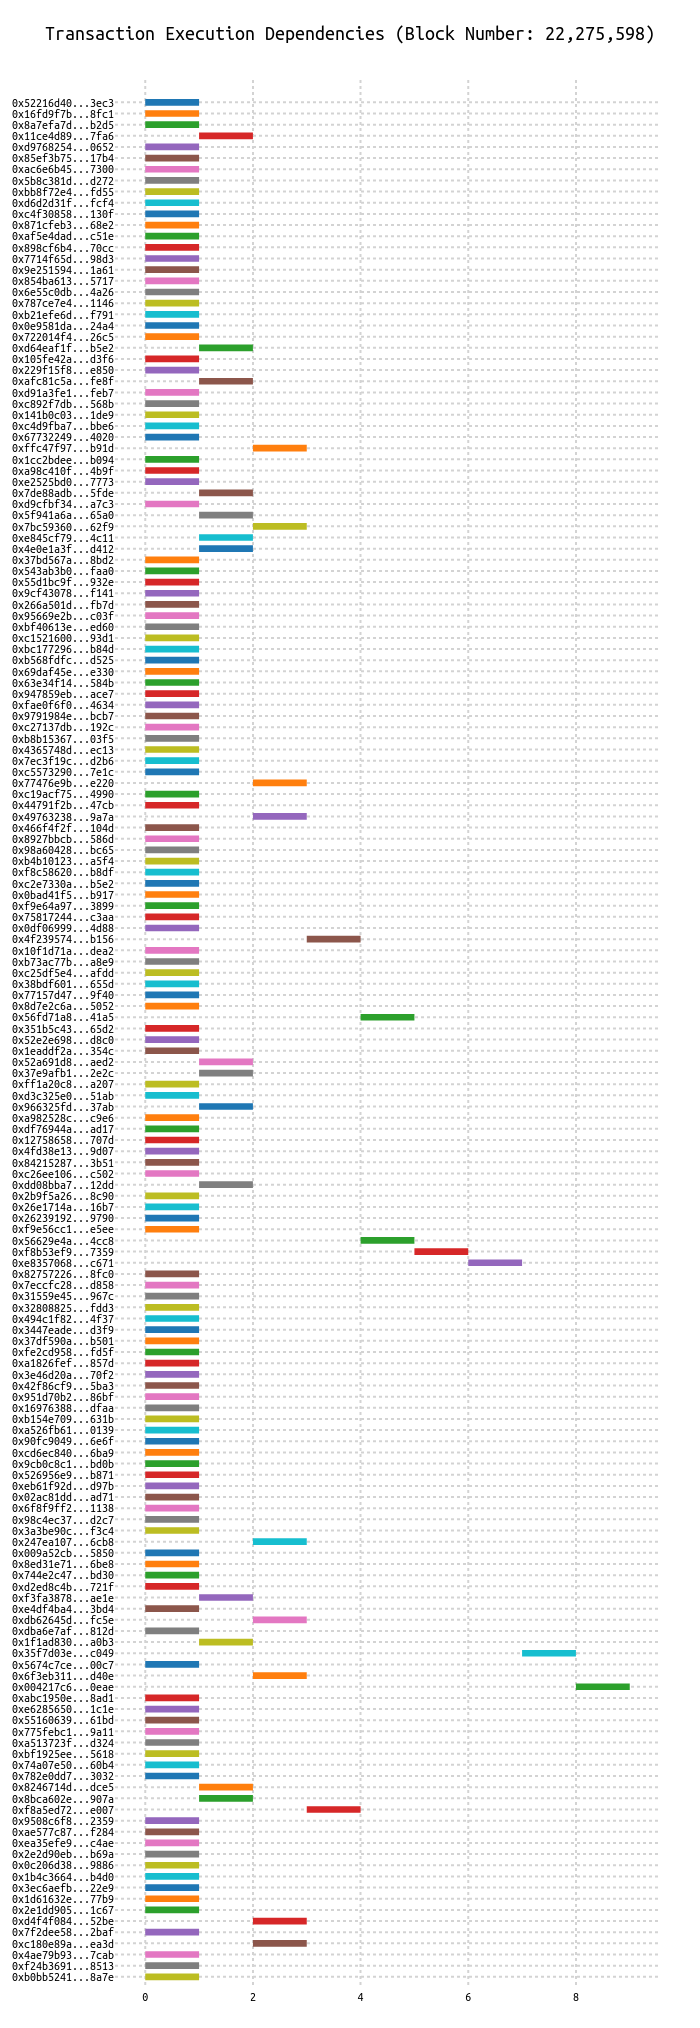 Transaction Execution Dependencies (Block Number: 22,275,598)
0x52216d40...3ec3
0x16fd9f7b...8fc1
0x8a7efa7d...b2d5
0x11ce4d89...7fa6
0xd9768254...0652
0x85ef3b75...17b4
0xac6e6b45...7300
0x5b8c381d...d272
0xbb8f72e4...fd55
0xd6d2d31f...fcf4
0xc4f30858...130f
0x871cfeb3...68e2
0xaf5e4dad...c51e
0x898cf6b4...70cc
0x7714f65d...98d3
0x9e251594...1a61
0x854ba613...5717
0x6e55c0db...4a26
0x787ce7e4...1146
0xb21efe6d...f791
0x0e9581da...24a4
0x722014f4...26c5
0xd64eaf1f...b5e2
0x105fe42a...d3f6
0x229f15f8...e850
0xafc81c5a...fe8f
0xd91a3fe1...feb7
0xc892f7db...568b
0x141b0c03...1de9
0xc4d9fba7...bbe6
0x67732249...4020
0xffc47f97...b91d
0x1cc2bdee...b094
0xa98c410f...4b9f
0xe2525bd0...7773
0x7de88adb...5fde
0xd9cfbf34...a7c3
0x5f941a6a...65a0
0x7bc59360...62f9
0xe845cf79...4c11
0x4e0e1a3f...d412
0x37bd567a...8bd2
0x543ab3b0...faa0
0x55d1bc9f...932e
0x9cf43078...f141
0x266a501d...fb7d
0x95669e2b...c03f
0xbf40613e...ed60
0xc1521600...93d1
0xbc177296...b84d
0xb568fdfc...d525
0x69daf45e...e330
0x63e34f14...584b
0x947859eb...ace7
0xfae0f6f0...4634
0x9791984e...bcb7
0xc27137db...192c
0xb8b15367...03f5
0x4365748d...ec13
0x7ec3f19c...d2b6
0xc5573290...7e1c
0x77476e9b...e220
0xc19acf75...4990
0x44791f2b...47cb
0x49763238...9a7a
0x466f4f2f...104d
0x8927bbcb...586d
0x98a60428...bc65
0xb4b10123...a5f4
0xf8c58620...b8df
0xc2e7330a...b5e2
0x0bad41f5...b917
0xf9e64a97...3899
0x75817244...c3aa
0x0df06999...4d88
0x4f239574...b156
0x10f1d71a...dea2
0xb73ac77b...a8e9
0xc25df5e4...afdd
0x38bdf601...655d
0x77157d47...9f40
0x8d7e2c6a...5052
0x56fd71a8...41a5
0x351b5c43...65d2
0x52e2e698...d8c0
0x1eaddf2a...354c
0x52a691d8...aed2
0x37e9afb1...2e2c
0xff1a20c8...a207
0xd3c325e0...51ab
0x966325fd...37ab
0xa982528c...c9e6
0xdf76944a...ad17
0x12758658...707d
0x4fd38e13...9d07
0x84215287...3b51
0xc26ee106...c502
0xdd08bba7...12dd
0x2b9f5a26...8c90
0x26e1714a...16b7
0x26239192...9790
0xf9e56cc1...e5ee
0x56629e4a...4cc8
0xf8b53ef9...7359
0xe8357068...c671
0x82757226...8fc0
0x7eccfc28...d858
0x31559e45...967c
0x32808825...fdd3
0x494c1f82...4f37
0x3447eade...d3f9
0x37df590a...b501
0xfe2cd958...fd5f
0xa1826fef...857d
0x3e46d20a...70f2
0x42f86cf9...5ba3
0x951d70b2...86bf
0x16976388...dfaa
0xb154e709...631b
0xa526fb61...0139
0x90fc9049...6e6f
0xcd6ec840...6ba9
0x9cb0c8c1...bd0b
0x526956e9...b871
0xeb61f92d...d97b
0x02ac81dd...ad71
0x6f8f9ff2...1138
0x98c4ec37...d2c7
0x3a3be90c...f3c4
0x247ea107...6cb8
0x009a52cb...5850
0x8ed31e71...6be8
0x744e2c47...bd30
0xd2ed8c4b...721f
0xf3fa3878...ae1e
0xe4df4ba4...3bd4
0xdb62645d...fc5e
0xdba6e7af...812d
0x1f1ad830...a0b3
0x35f7d03e...c049
0x5674c7ce...00c7
0x6f3eb311...d40e
0x004217c6...0eae
0xabc1950e...8ad1
0xe6285650...1c1e
0x55160639...61bd
0x775febc1...9a11
0xa513723f...d324
0xbf1925ee...5618
0x74a07e50...60b4
0x782e0dd7...3032
0x8246714d...dce5
0x8bca602e...907a
0xf8a5ed72...e007
0x9508c6f8...2359
0xae577c87...f284
0xea35efe9...c4ae
0x2e2d90eb...b69a
0x0c206d38...9886
0x1b4c3664...b4d0
0x3ec6aefb...22e9
0x1d61632e...77b9
0x2e1dd905...1c67
0xd4f4f084...52be
0x7f2dee58...2baf
0xc180e89a...ea3d
0x4ae79b93...7cab
0xf24b3691...8513
0xb0bb5241...8a7e
0 2 4 6 8